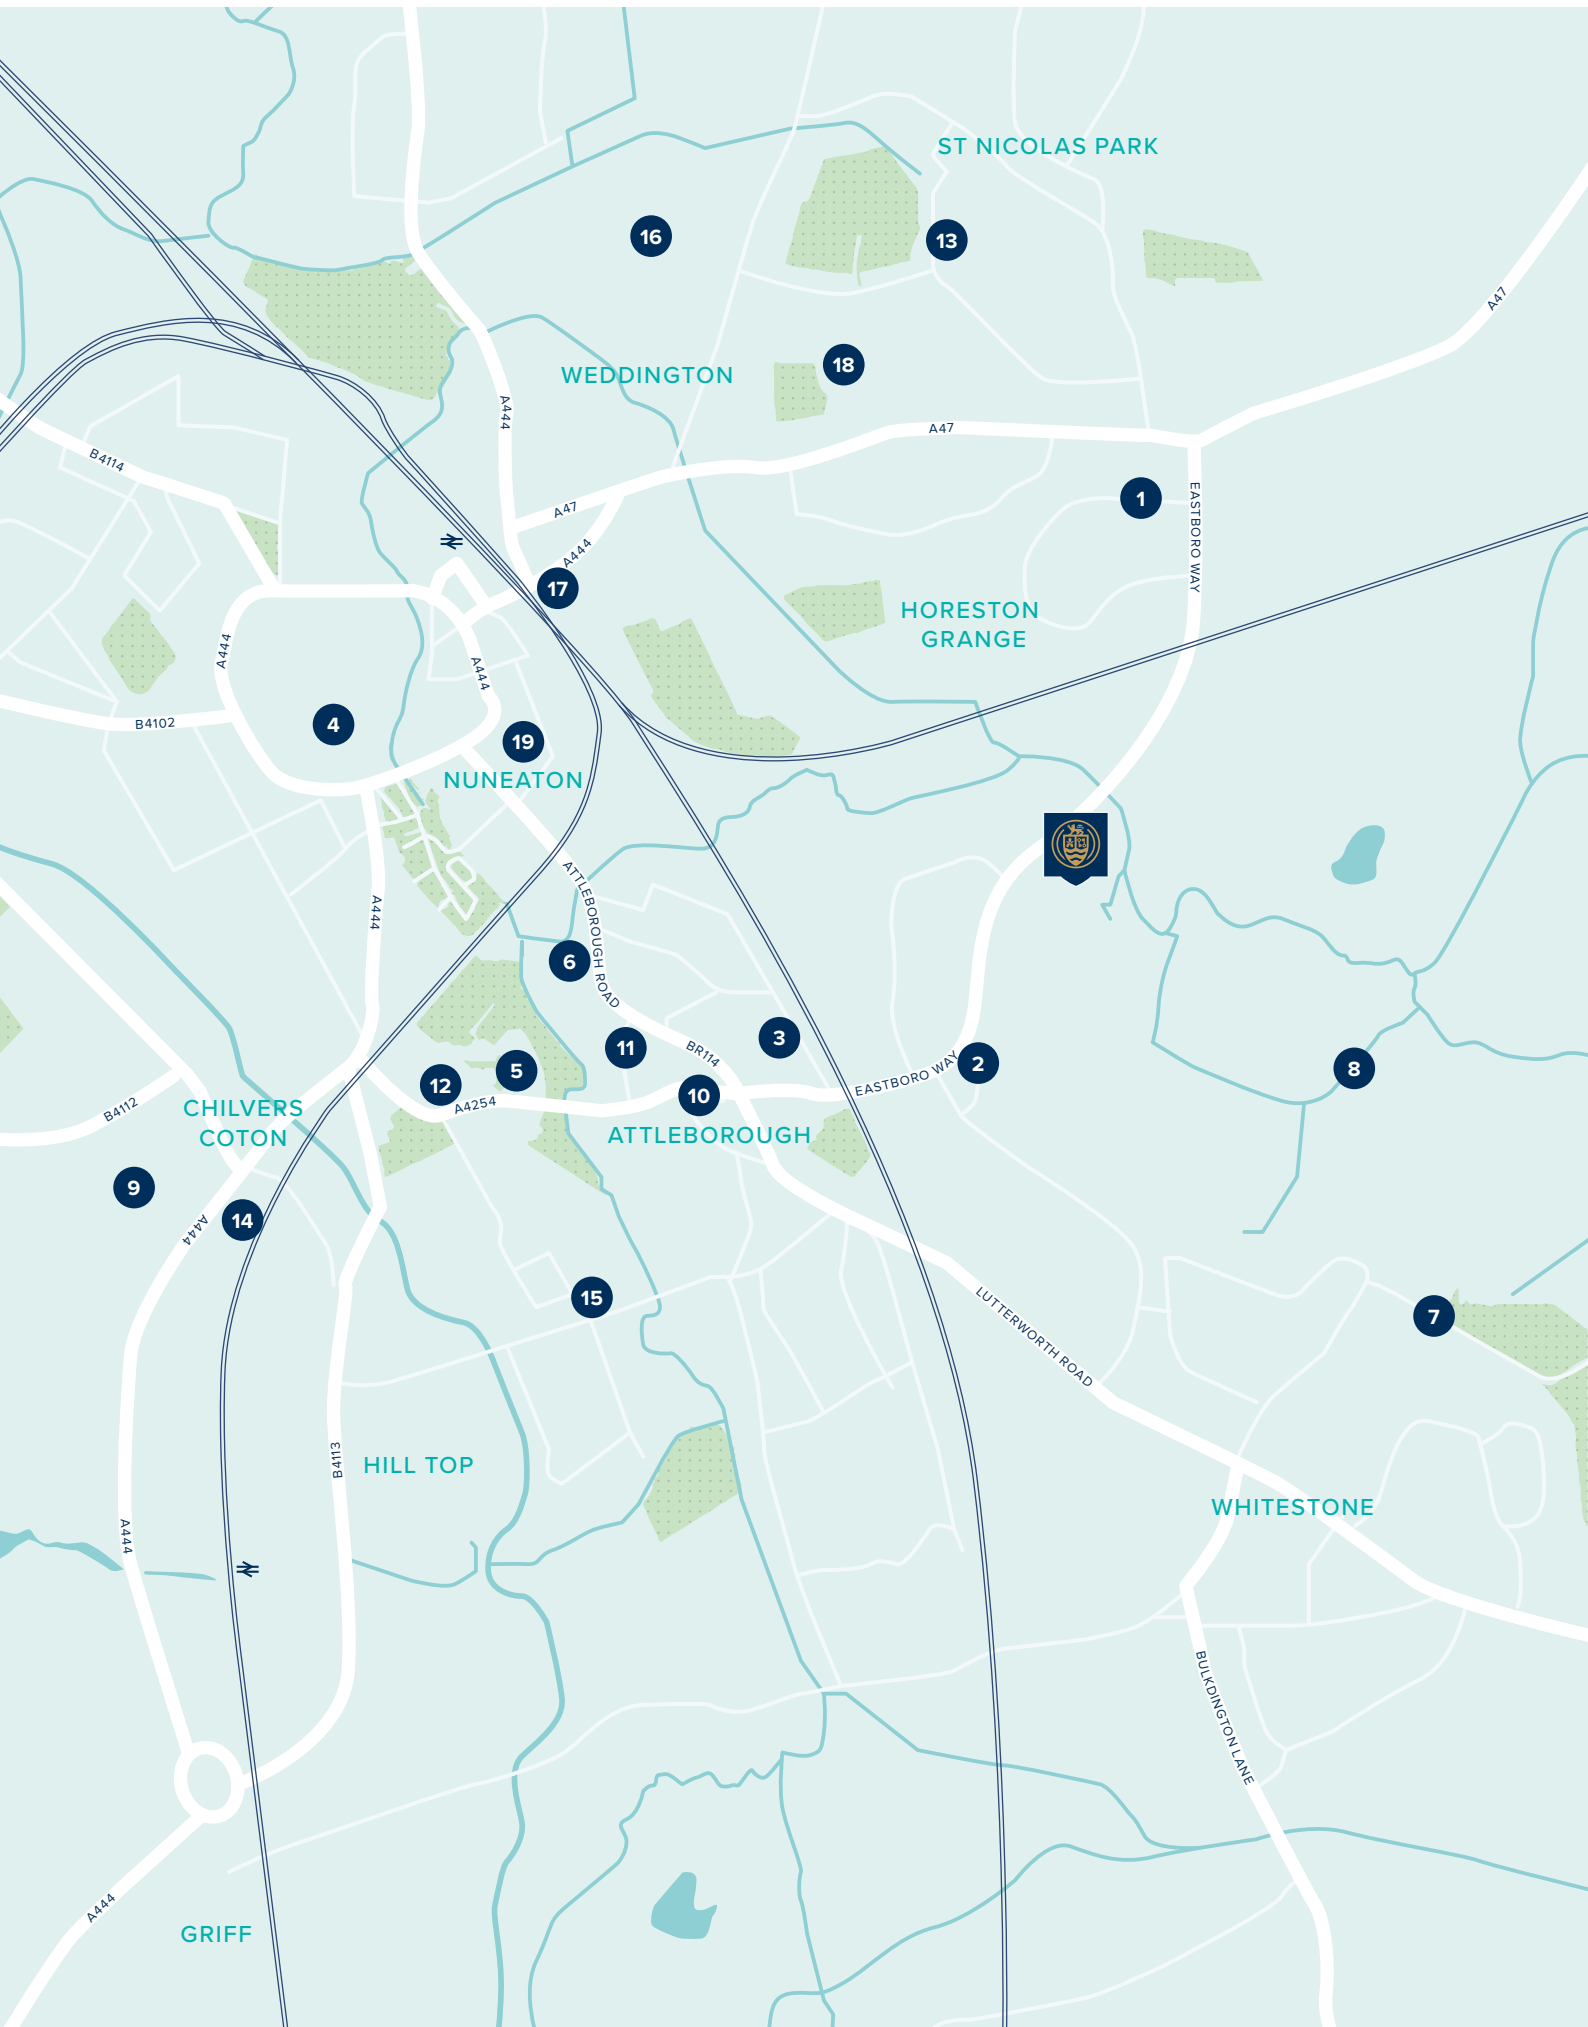 ST NICOLAS PARK
16
13
A47
18
WEDDINGTON
A444
A47
B4114
1
EASTBORO WAY
A47
A444
17
HORESTON
GRANGE
A444
A444
B4102
4
19
NUNEATON
ATTLEBOROUGH ROAD
A444
6
3
11
BR114
2
EASTBORO WAY
8
5
12
10
A4254
B4112
CHILVERS
COTON
ATTLEBOROUGH
9
14
A444
15
7
LUTTERWORTH ROAD
B4113
HILL TOP
WHITESTONE
A444
BULKDINGTON LANE
A444
GRIFF